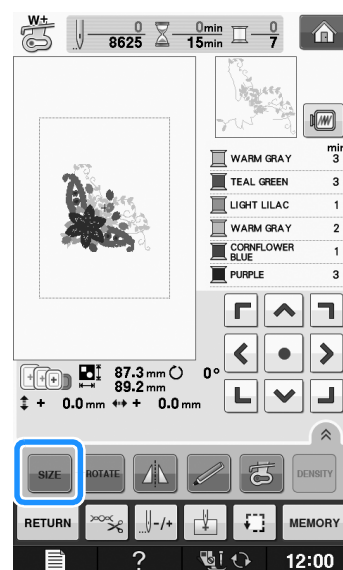 W+
0 0min 0
8625 15min 7
min
WARM GRAY 3
TEAL GREEN 3
LIGHT LILAC 1
WARM GRAY 2
CORNFLOWER BLUE 1
PURPLE 3
87.3 mm 0°
89.2 mm
+ 0.0 mm + 0.0 mm
SIZE ROTATE DENSITY
RETURN -/+ MEMORY
? 12:00